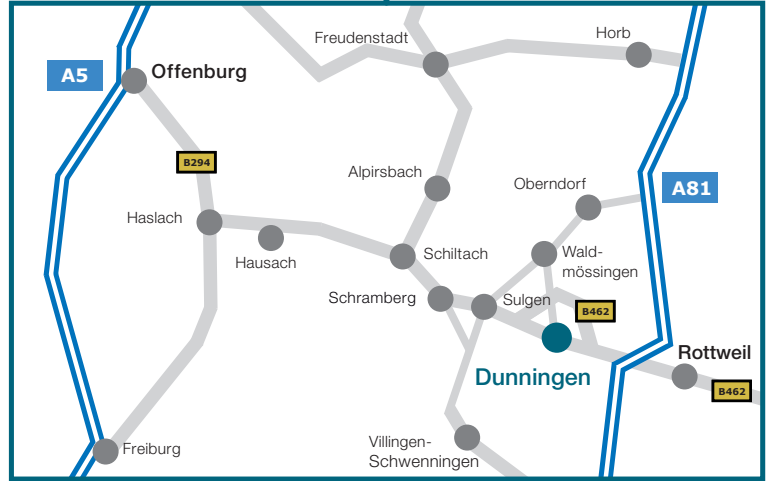 Freudenstadt
Horb
A5
Offenburg
B294
Alpirsbach
Oberndorf
A81
Haslach
Hausach
Schiltach
Wald-
mössingen
Schramberg
Sulgen
B462
Rottweil
Dunningen
B462
Freiburg
Villingen-
Schwenningen